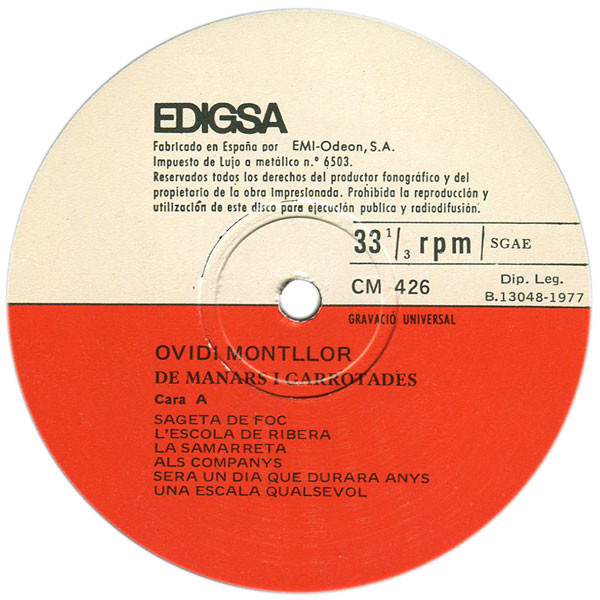 EDIGSA
Fabricado en España por EMI-Odeon, S.A.
Impuesto de Lujo a metálico n.º 6503.
Reservados todos los derechos del productor fonográfico y del
propietario de la obra impresionada. Prohibida la reproducción y
utilización de este disco para ejecución publica y radiodifusión.
33 1/3 rpm SGAE
CM 426 Dip. Leg.
B.13048-1977
GRAVACIÓ UNIVERSAL
OVIDI MONTLLOR
DE MANARS I GARROTADES
Cara A
SAGETA DE FOC
L'ESCOLA DE RIBERA
LA SAMARRETA
ALS COMPANYS
SERA UN DIA QUE DURARA ANYS
UNA ESCALA QUALSEVOL